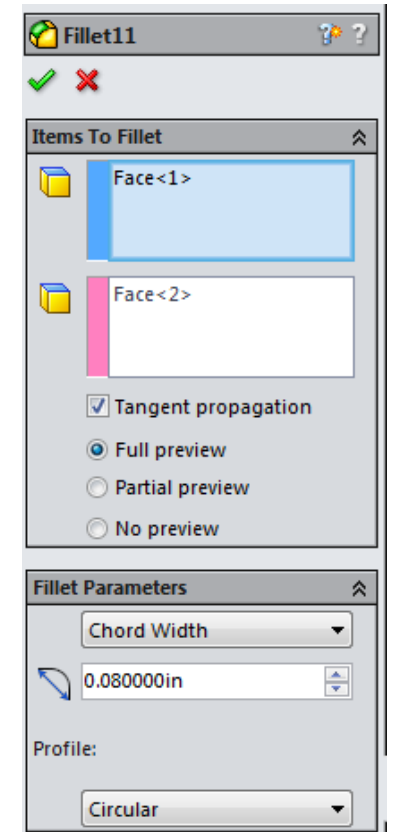 Fillet11
Items To Fillet
Face<1>
Face<2>
Tangent propagation
Full preview
Partial preview
No preview
Fillet Parameters
Chord Width
0.080000in
Profile:
Circular